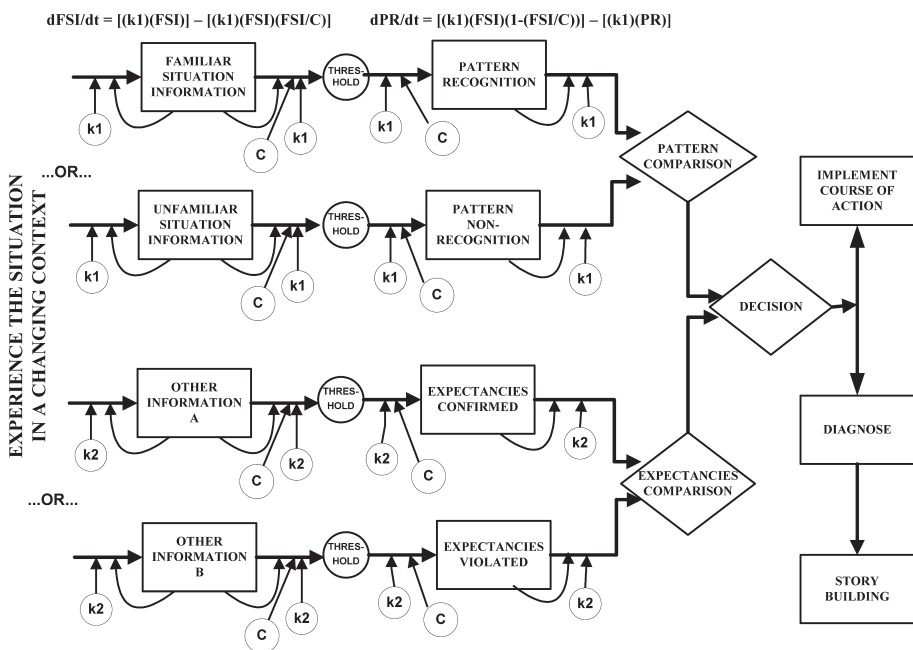 dFSI/dt = [(k1)(FSI)] – [(k1)(FSI)(FSI/C)]
dPR/dt = [(k1)(FSI)(1-(FSI/C))] – [(k1)(PR)]
EXPERIENCE THE SITUATION
IN A CHANGING CONTEXT
FAMILIAR
SITUATION
INFORMATION
THRES-
HOLD
PATTERN
RECOGNITION
k1
C
k1
k1
C
k1
...OR...
UNFAMILIAR
SITUATION
INFORMATION
THRES-
HOLD
PATTERN
NON-
RECOGNITION
k1
C
k1
k1
C
k1
PATTERN
COMPARISON
OTHER
INFORMATION
A
THRES-
HOLD
EXPECTANCIES
CONFIRMED
k2
C
k2
k2
C
k2
...OR...
OTHER
INFORMATION
B
THRES-
HOLD
EXPECTANCIES
VIOLATED
k2
C
k2
k2
C
k2
EXPECTANCIES
COMPARISON
DECISION
IMPLEMENT
COURSE OF
ACTION
DIAGNOSE
STORY
BUILDING